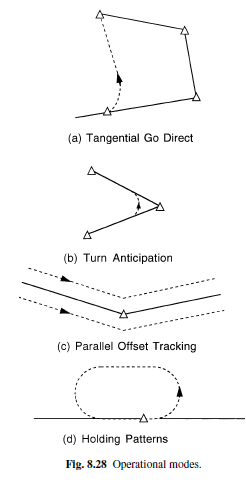 (a) Tangential Go Direct
(b) Turn Anticipation
(c) Parallel Offset Tracking
(d) Holding Patterns
Fig. 8.28 Operational modes.